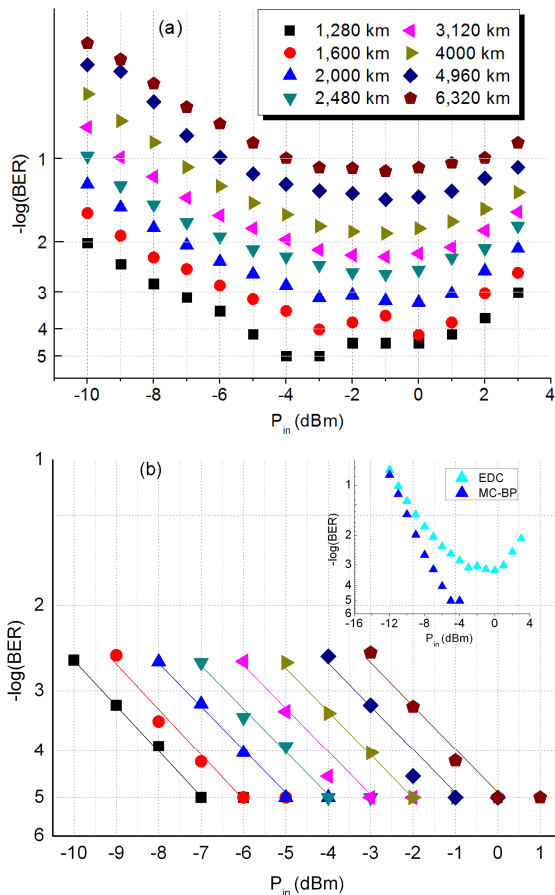 (a)
1,280 km
3,120 km
1,600 km
4000 km
2,000 km
4,960 km
2,480 km
6,320 km
-log(BER)
1
2
3
4
5
-10 -8 -6 -4 -2 0 2 4
P in (dBm)
(b)
EDC
MC-BP
-log(BER)
1
2
3
4
5
6
-16 -12 -8 -4 0 4
P in (dBm)
-log(BER)
1
2
3
4
5
6
-10 -9 -8 -7 -6 -5 -4 -3 -2 -1 0 1
P in (dBm)